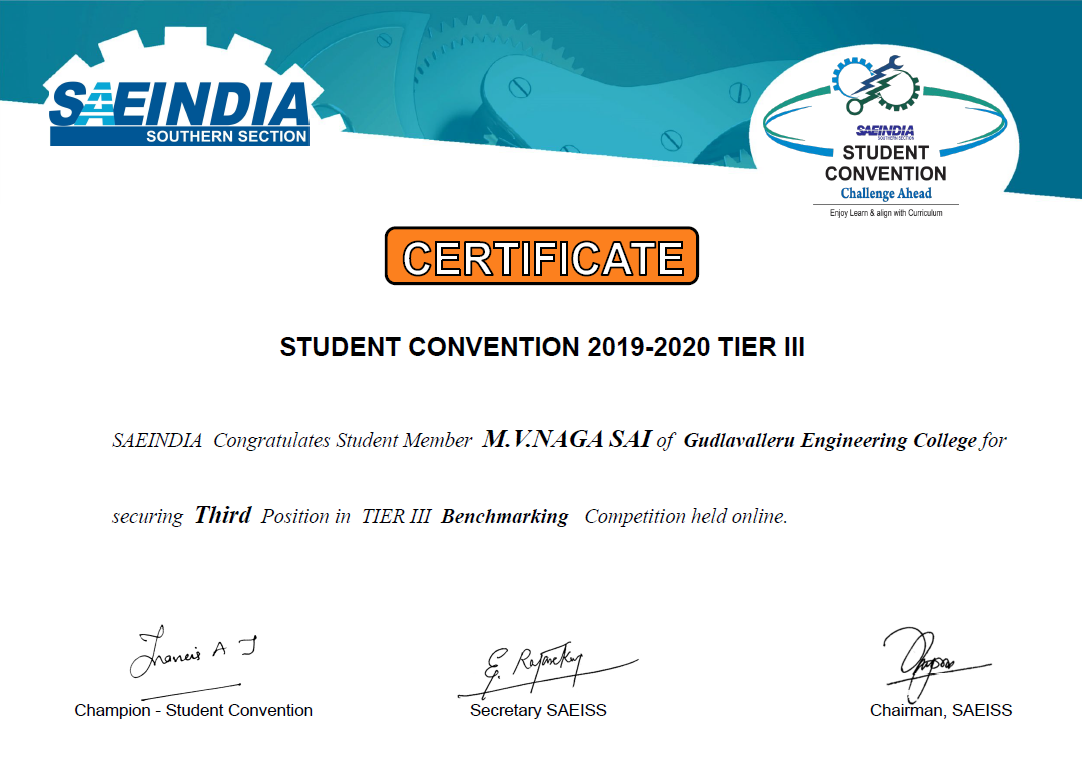 SAEINDIA
SOUTHERN SECTION
SAEINDIA
SOUTHERN SECTION
STUDENT
CONVENTION
Challenge Ahead
Enjoy Learn & align with Curriculum
CERTIFICATE
STUDENT CONVENTION 2019-2020 TIER III
SAEINDIA Congratulates Student Member M.V.NAGA SAI of Gudlavalleru Engineering College for
securing Third Position in TIER III Benchmarking Competition held online.
Francis A J
E. Rajasekar
Champion - Student Convention
Secretary SAEISS
Chairman, SAEISS